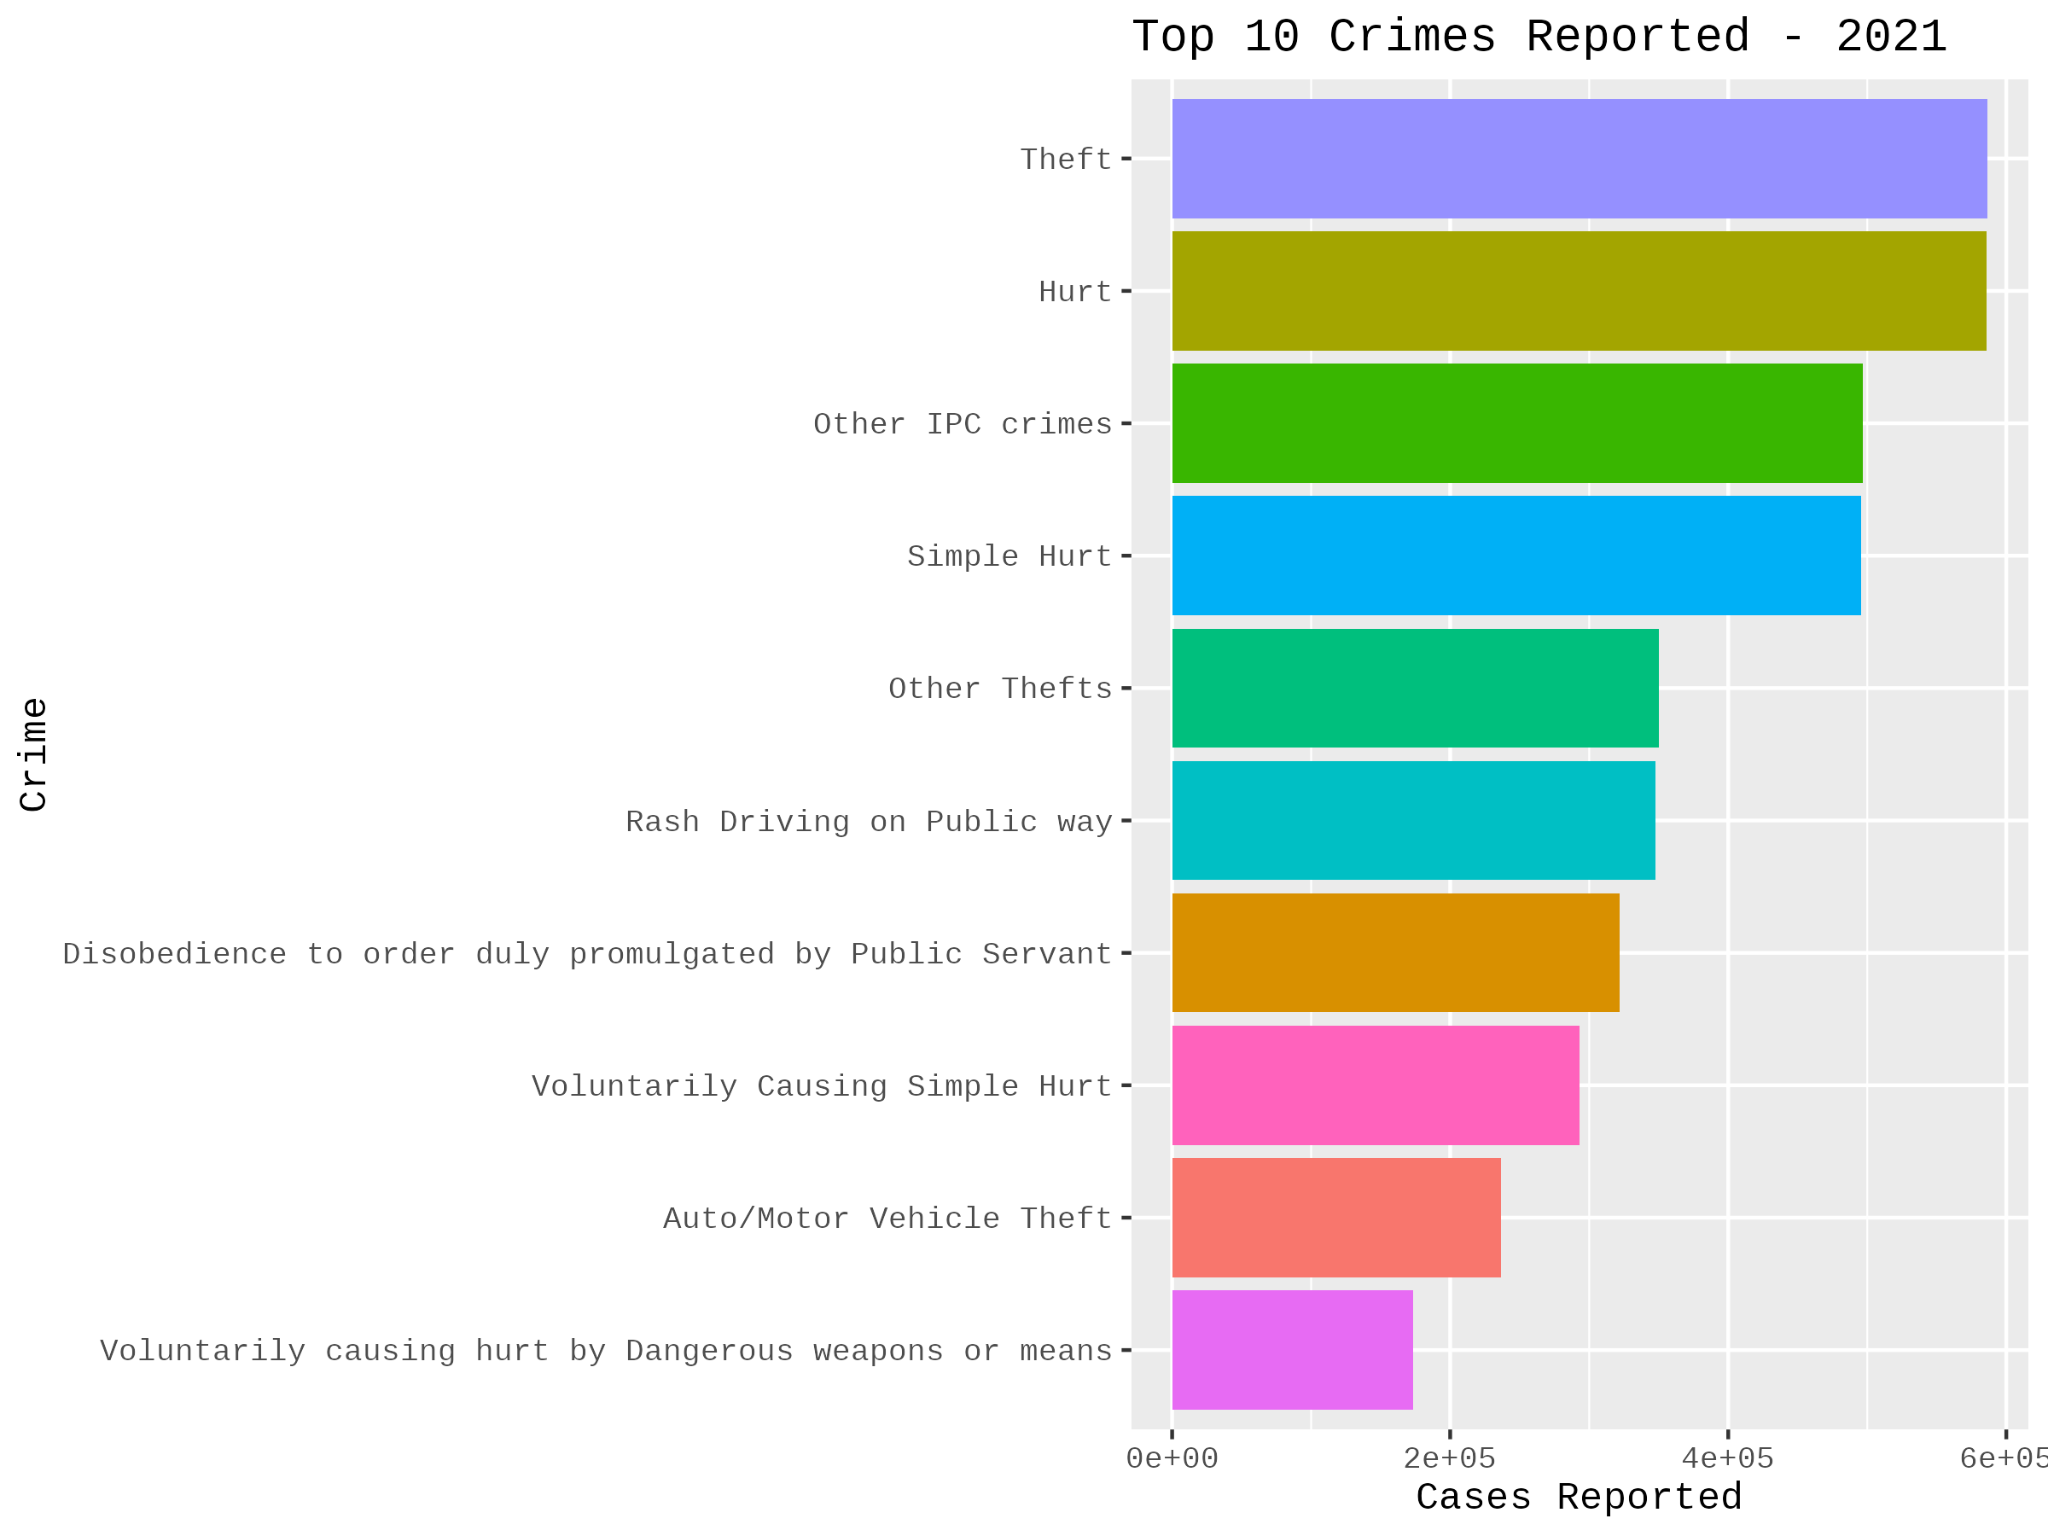 Top 10 Crimes Reported - 2021
Theft
Hurt
Other IPC crimes
Simple Hurt
Other Thefts
Rash Driving on Public way
Disobedience to order duly promulgated by Public Servant
Voluntarily Causing Simple Hurt
Auto/Motor Vehicle Theft
Voluntarily causing hurt by Dangerous weapons or means
Crime
0e+00 2e+05 4e+05 6e+05
Cases Reported